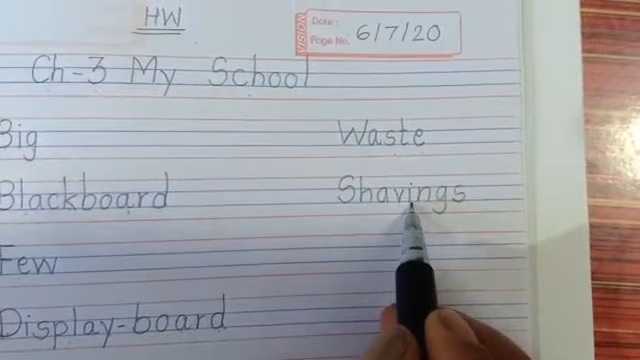 HW
VISION
Date: 6/7/20
Page No.
Ch-3 My School
Big Waste
Blackboard Shavings
Few
Display-board